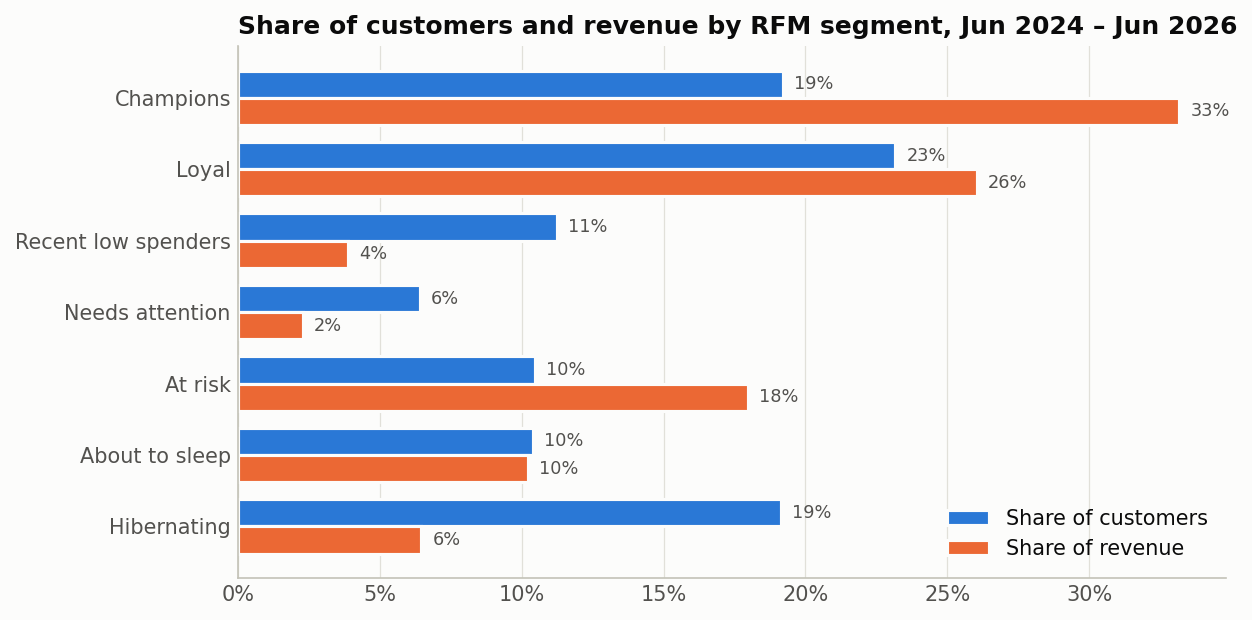 Share of customers and revenue by RFM segment, Jun 2024 – Jun 2026
Champions
19%
33%
Loyal
23%
26%
Recent low spenders
11%
4%
Needs attention
6%
2%
At risk
10%
18%
About to sleep
10%
10%
Hibernating
19%
6%
Share of customers
Share of revenue
0% 5% 10% 15% 20% 25% 30%